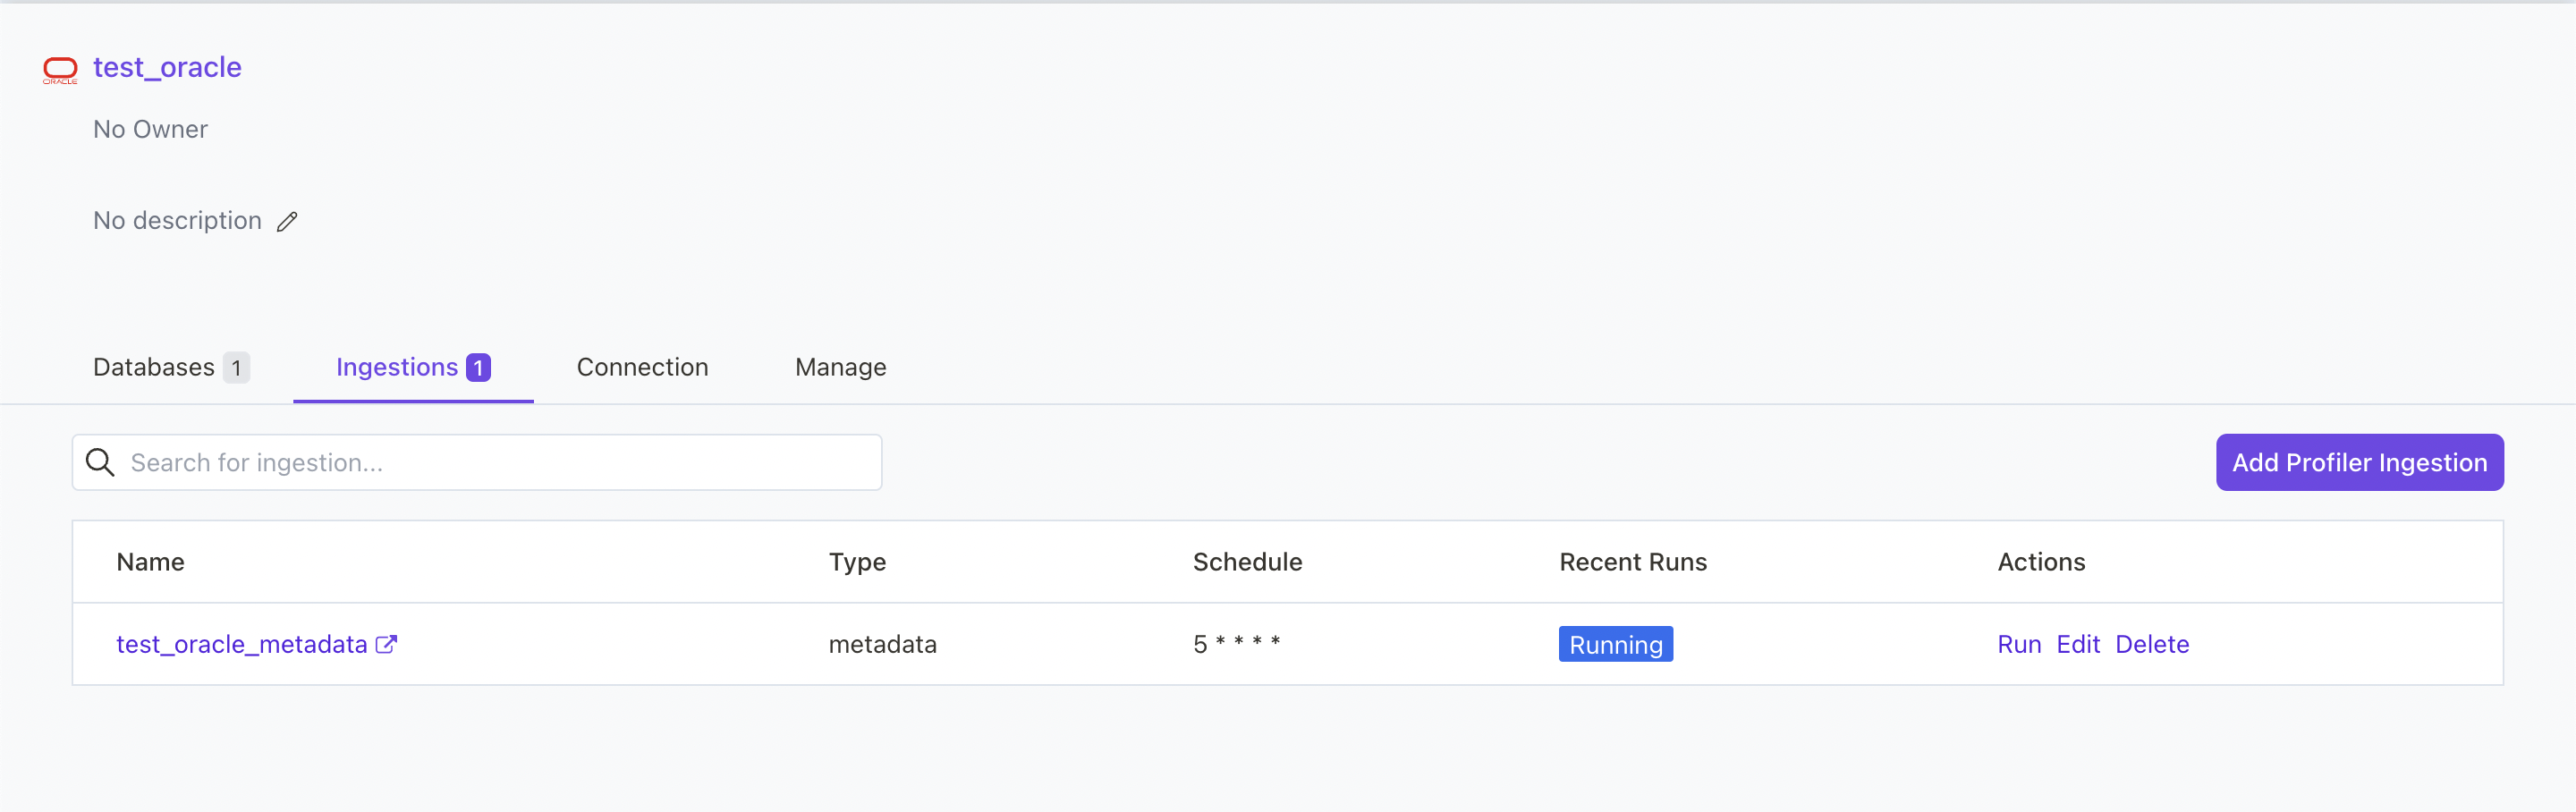 test_oracle
ORACLE
No Owner
No description
Databases 1 Ingestions 1 Connection Manage
Search for ingestion... Add Profiler Ingestion
Name Type Schedule Recent Runs Actions
test_oracle_metadata metadata 5 * * * * Running Run Edit Delete